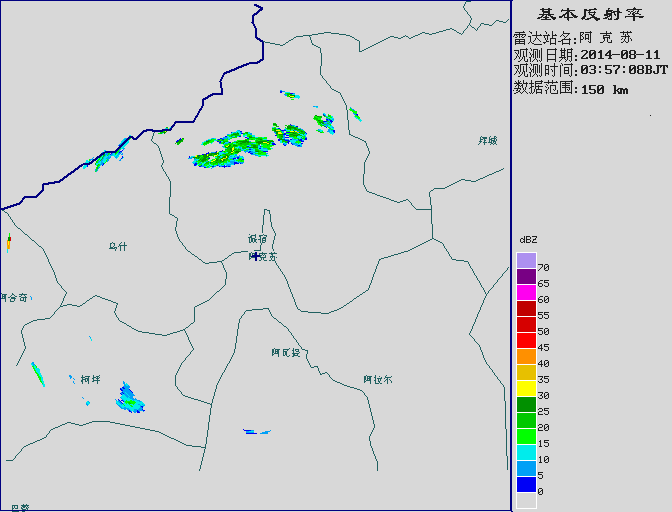 基本反射率
雷达站名:阿 克 苏
观测日期:2014-08-11
观测时间:03:57:08BJT
数据范围:150 km
拜城
温宿
乌什
阿克苏
阿合奇
阿瓦提
柯坪
阿拉尔
巴楚
dBZ
70
65
60
55
50
45
40
35
30
25
20
15
10
5
0